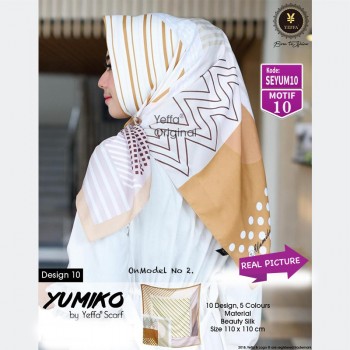 ¥
YEFFA
Kode:
SEYUM10
MOTIF
10
Yeffa®
Original
Design 10
OnModel No 2.
REAL PICTURE
YUMIKO
by Yeffa® Scarf
10 Design, 5 Colours
Material
Beauty Silk
Size 110 x 110 cm